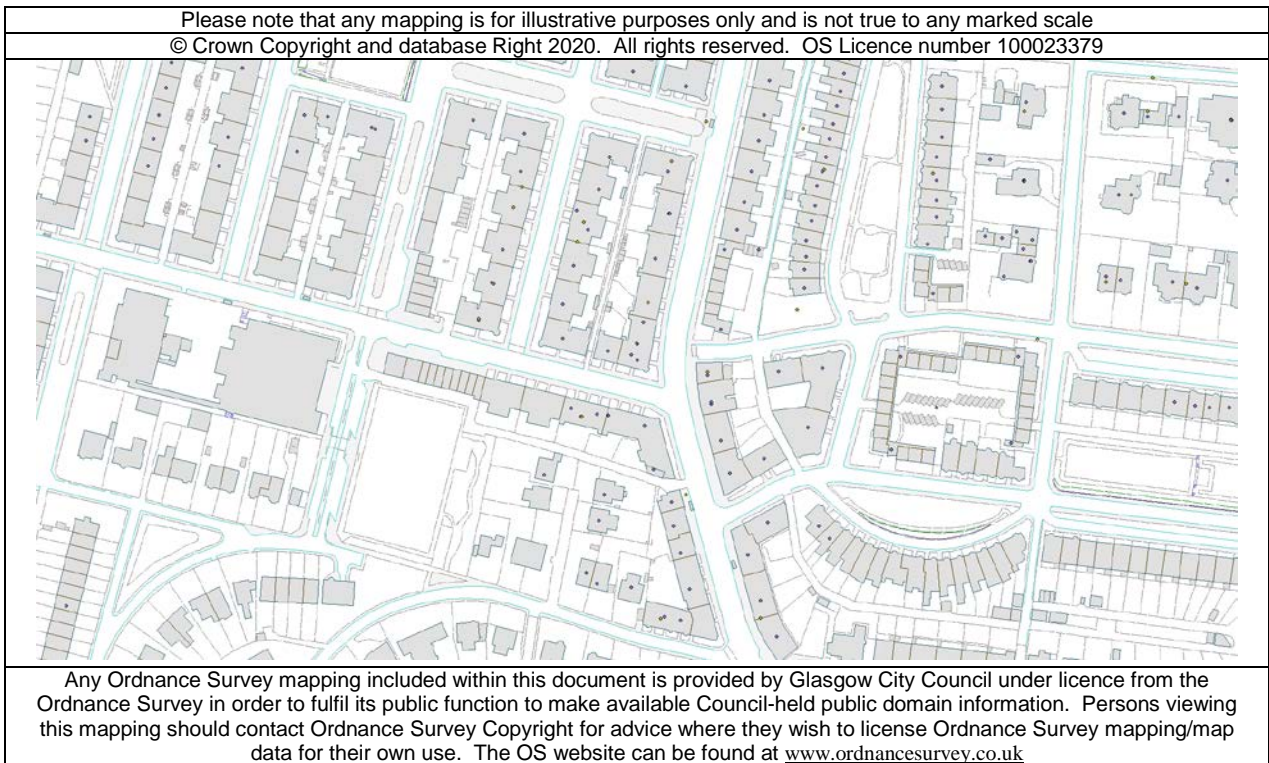 Please note that any mapping is for illustrative purposes only and is not true to any marked scale
© Crown Copyright and database Right 2020. All rights reserved. OS Licence number 100023379
Any Ordnance Survey mapping included within this document is provided by Glasgow City Council under licence from the
Ordnance Survey in order to fulfil its public function to make available Council-held public domain information. Persons viewing
this mapping should contact Ordnance Survey Copyright for advice where they wish to license Ordnance Survey mapping/map
data for their own use. The OS website can be found at www.ordnancesurvey.co.uk